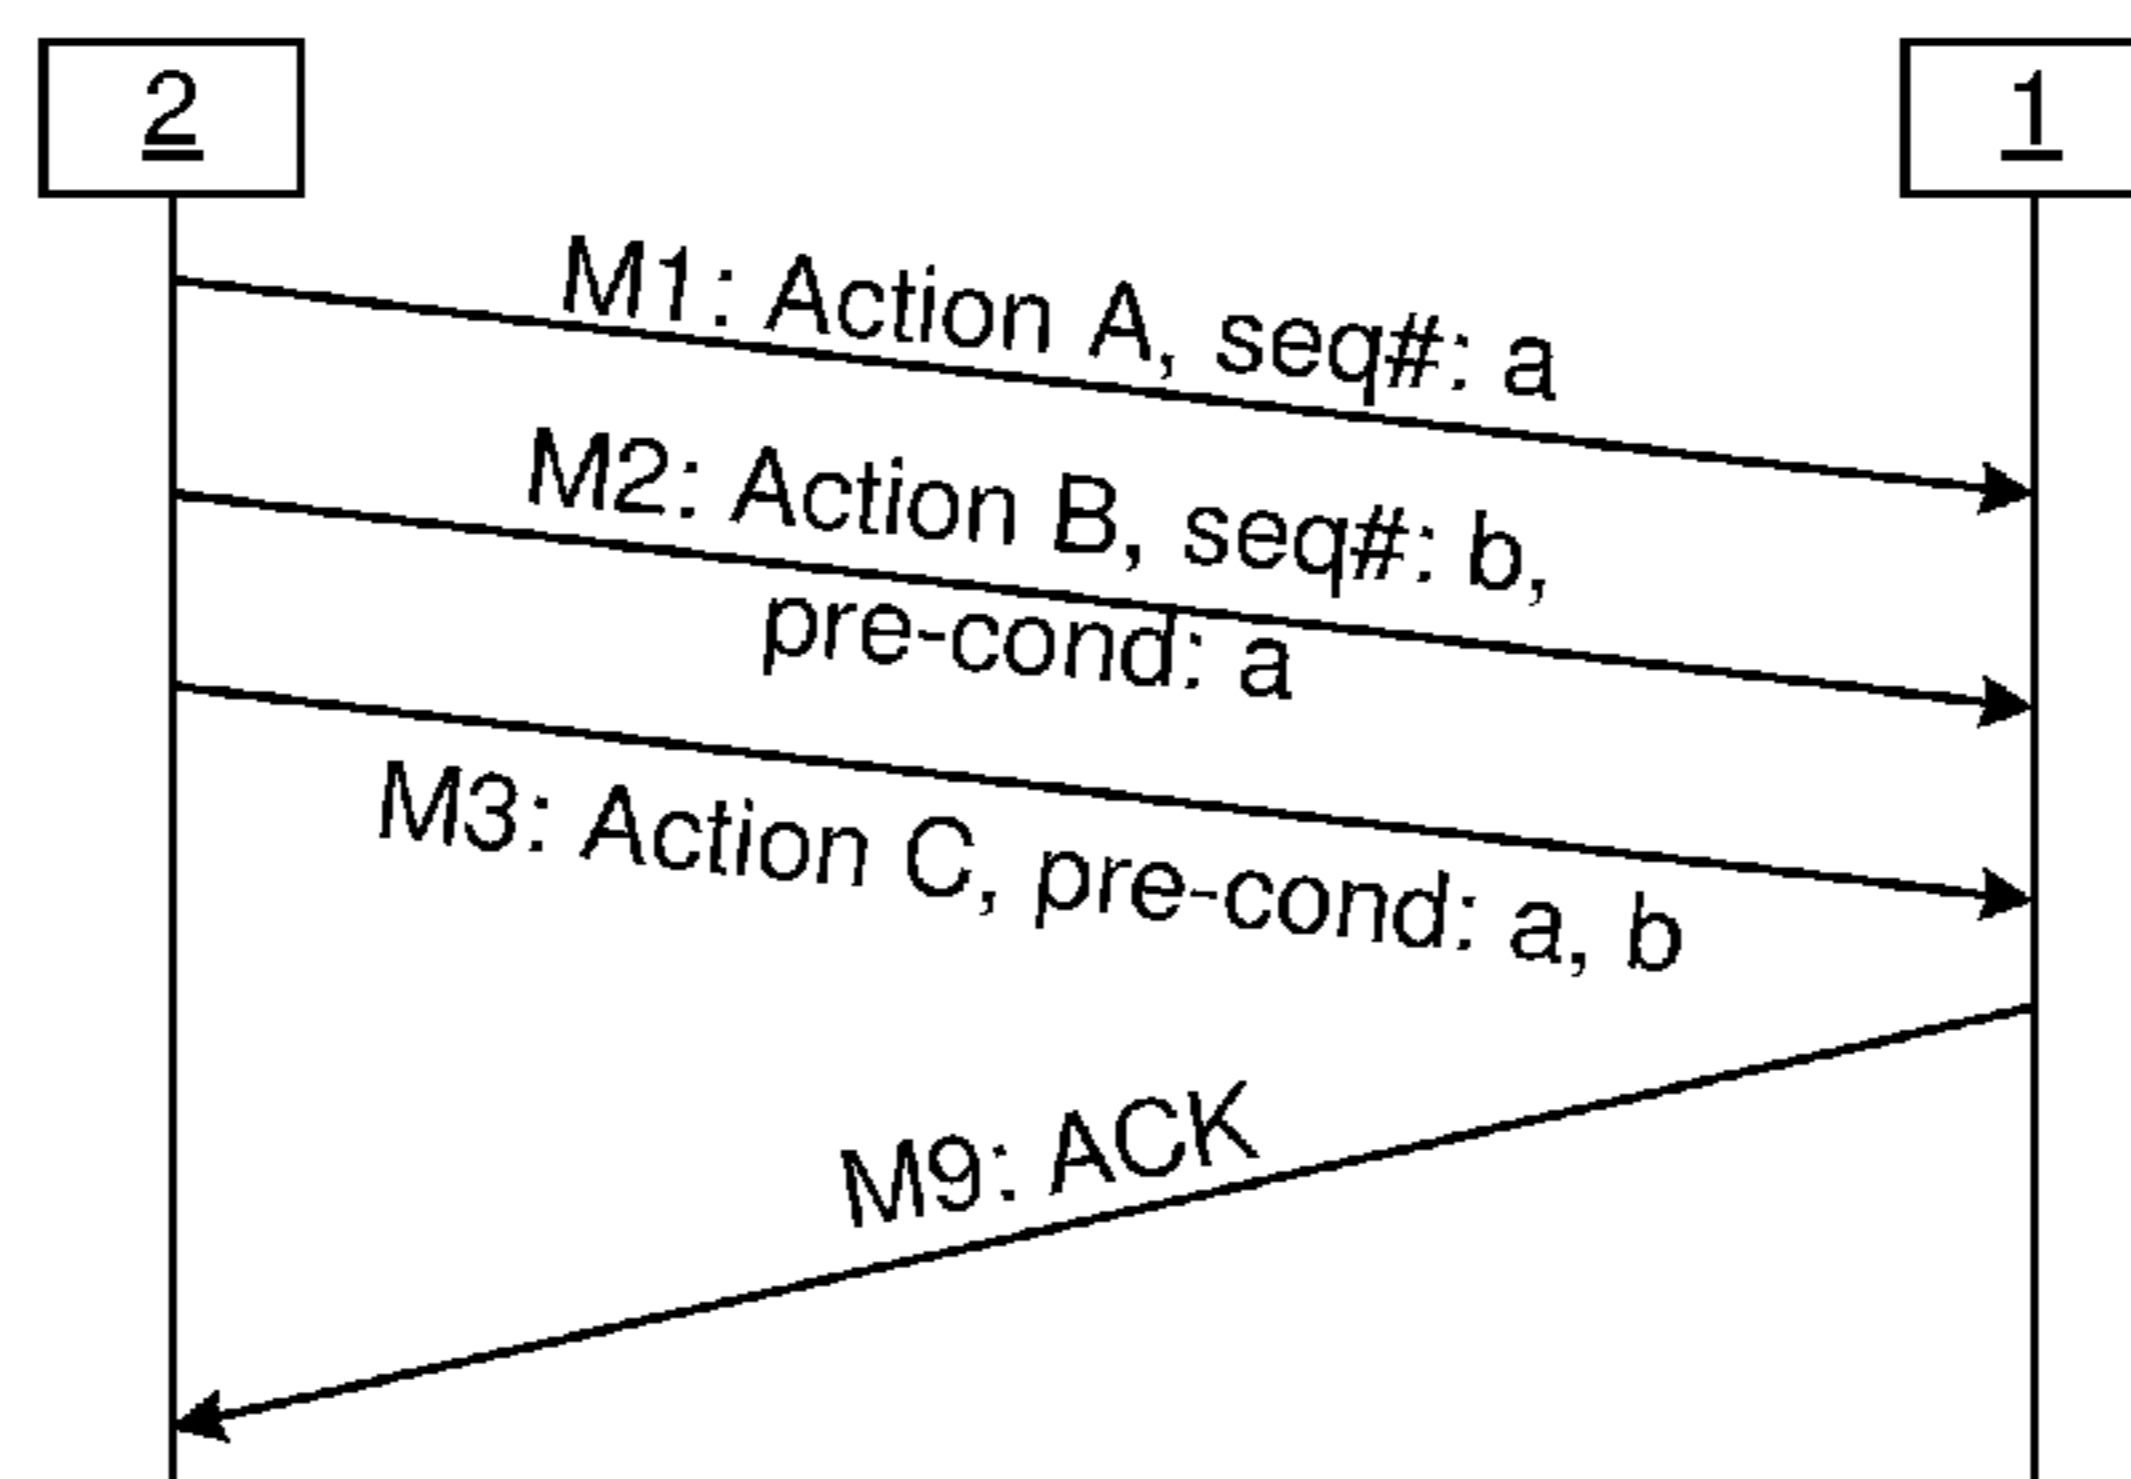 2
1
M1: Action A, seq#: a
M2: Action B, seq#: b,
pre-cond: a
M3: Action C, pre-cond: a, b
M9: ACK